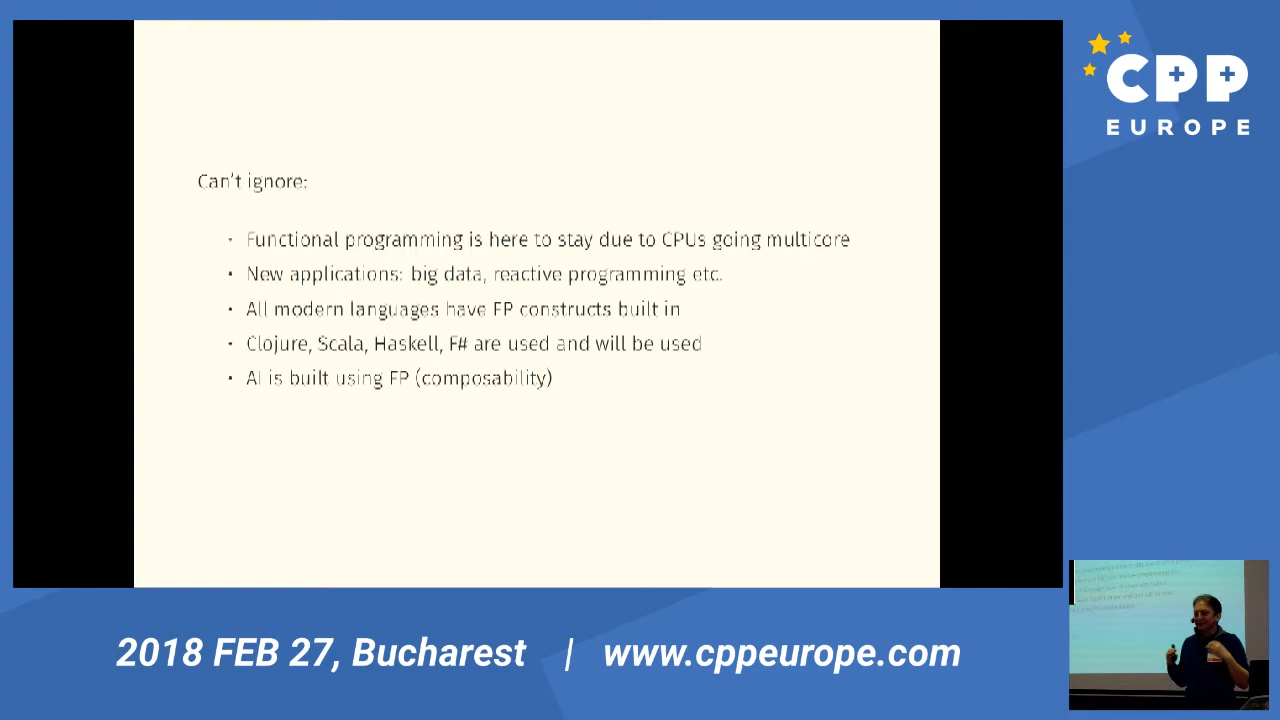 Can't ignore:
· Functional programming is here to stay due to CPUs going multicore
· New applications: big data, reactive programming etc.
· All modern languages have FP constructs built in
· Clojure, Scala, Haskell, F# are used and will be used
· AI is built using FP (composability)
CPP
EUROPE
2018 FEB 27, Bucharest | www.cppeurope.com